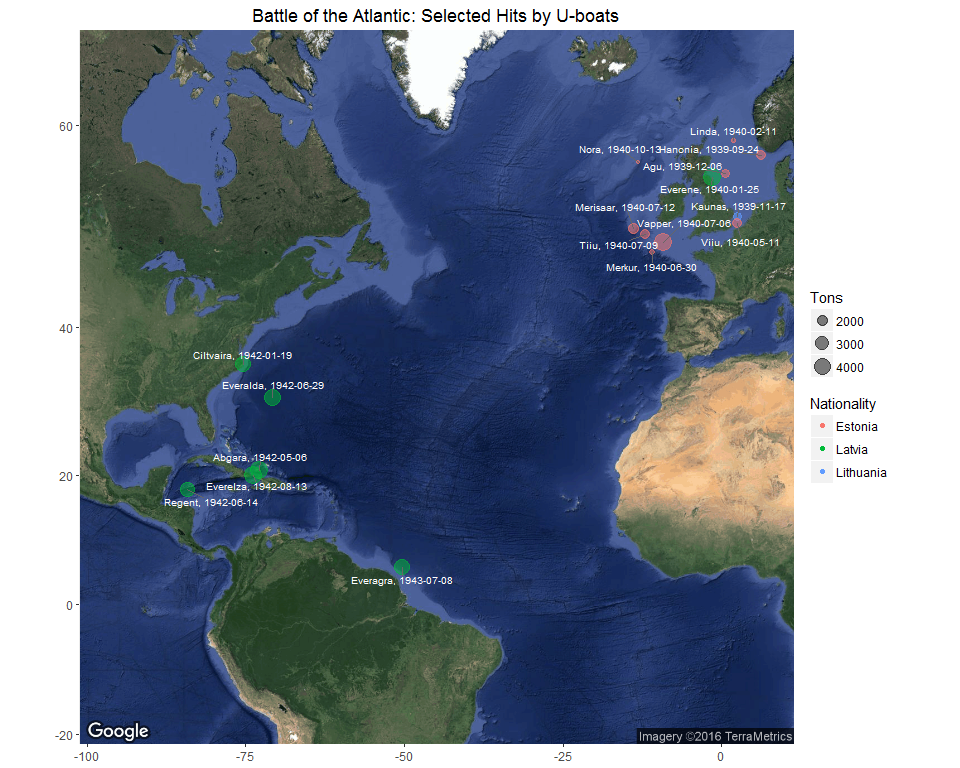 Battle of the Atlantic: Selected Hits by U-boats
60
40
20
0
-20
-100
-75
-50
-25
0
Linda, 1940-02-11
Nora, 1940-10-13
Hanonia, 1939-09-24
Agu, 1939-12-06
Everene, 1940-01-25
Merisaar, 1940-07-12
Kaunas, 1939-11-17
Vapper, 1940-07-06
Tiiu, 1940-07-09
Viiu, 1940-05-11
Merkur, 1940-06-30
Ciltvaira, 1942-01-19
Everalda, 1942-06-29
Abgara, 1942-05-06
Everelza, 1942-08-13
Regent, 1942-06-14
Everagra, 1943-07-08
Google
Imagery ©2016 TerraMetrics
Tons
2000
3000
4000
Nationality
Estonia
Latvia
Lithuania